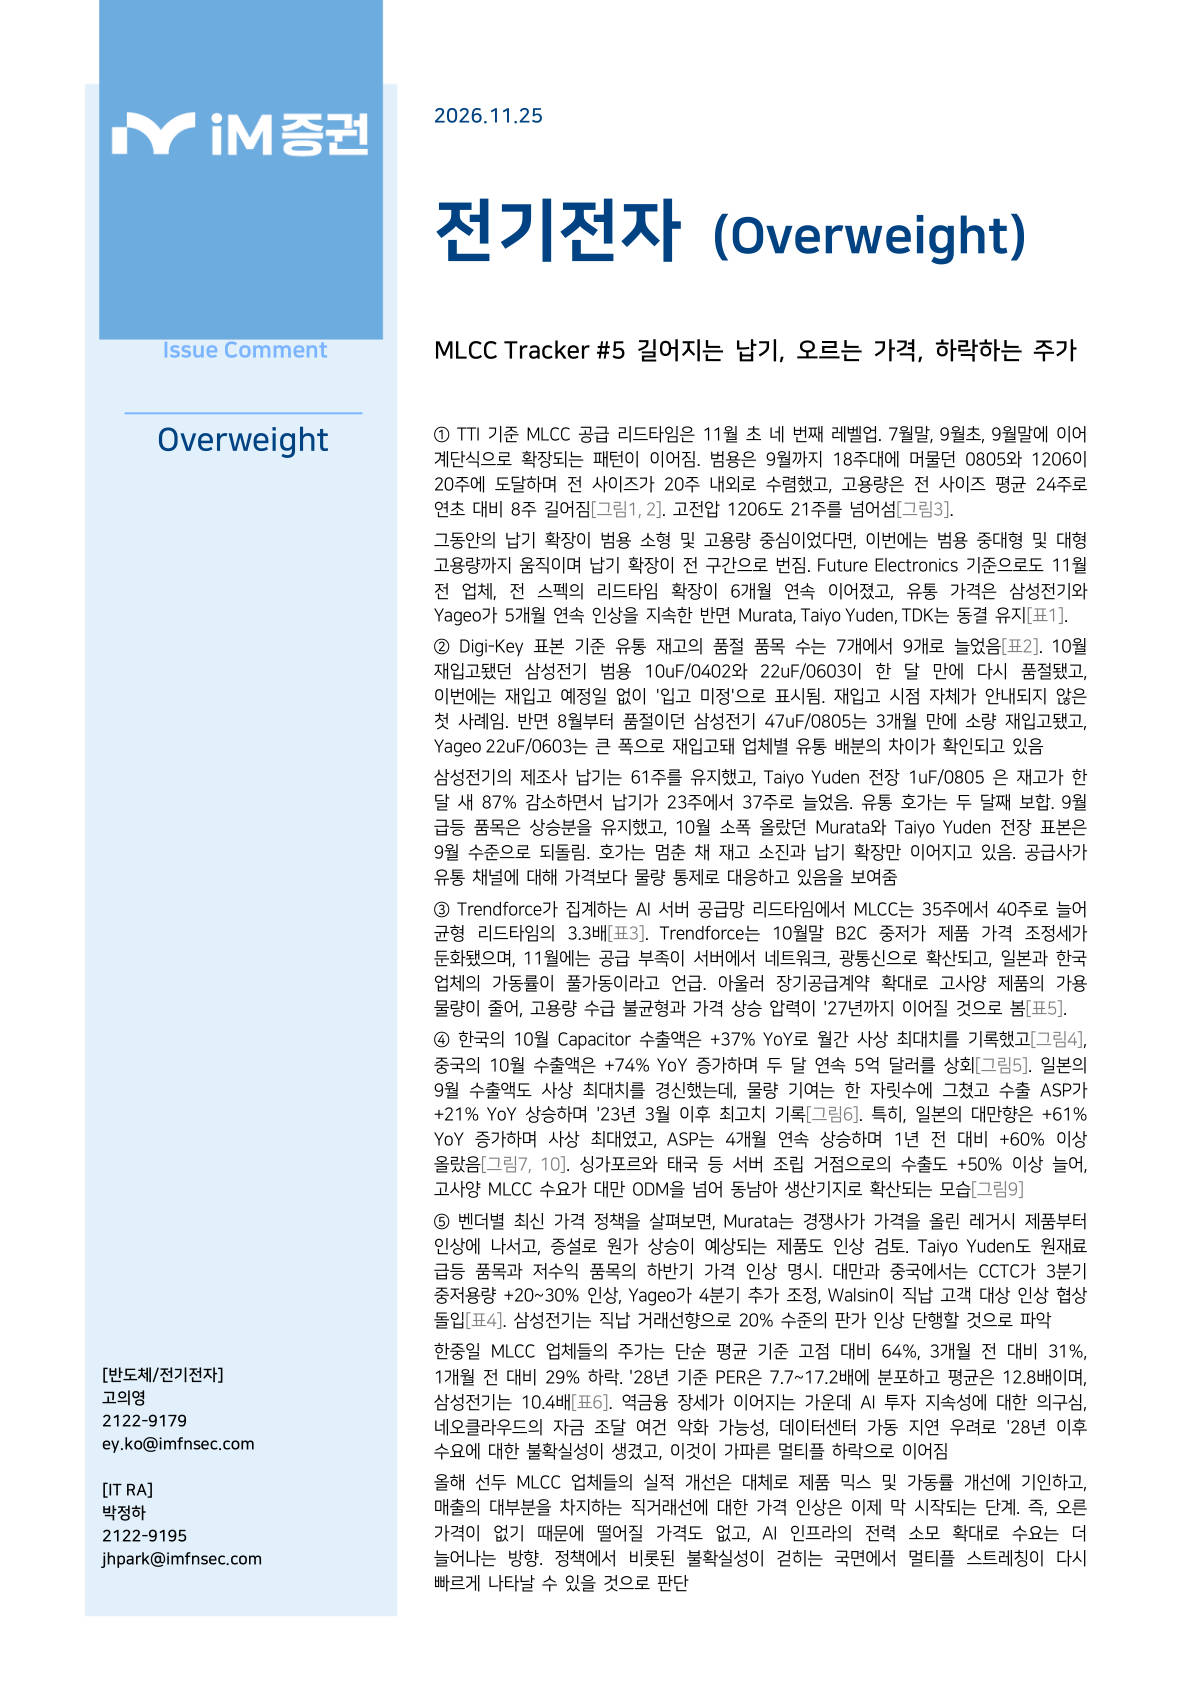 iM증권
2026.11.25
전기전자 (Overweight)
Issue Comment
Overweight
MLCC Tracker #5 길어지는 납기, 오르는 가격, 하락하는 주가
① TTI 기준 MLCC 공급 리드타임은 11월 초 네 번째 레벨업. 7월말, 9월초, 9월말에 이어
계단식으로 확장되는 패턴이 이어짐. 범용은 9월까지 18주대에 머물던 0805와 1206이
20주에 도달하며 전 사이즈가 20주 내외로 수렴했고, 고용량은 전 사이즈 평균 24주로
연초 대비 8주 길어짐[그림1, 2]. 고전압 1206도 21주를 넘어섬[그림3].
그동안의 납기 확장이 범용 소형 및 고용량 중심이었다면, 이번에는 범용 중대형 및 대형
고용량까지 움직이며 납기 확장이 전 구간으로 번짐. Future Electronics 기준으로도 11월
전 업체, 전 스펙의 리드타임 확장이 6개월 연속 이어졌고, 유통 가격은 삼성전기와
Yageo가 5개월 연속 인상을 지속한 반면 Murata, Taiyo Yuden, TDK는 동결 유지[표1].
② Digi-Key 표본 기준 유통 재고의 품절 품목 수는 7개에서 9개로 늘었음[표2]. 10월
재입고됐던 삼성전기 범용 10uF/0402와 22uF/0603이 한 달 만에 다시 품절됐고,
이번에는 재입고 예정일 없이 '입고 미정'으로 표시됨. 재입고 시점 자체가 안내되지 않은
첫 사례임. 반면 8월부터 품절이던 삼성전기 47uF/0805는 3개월 만에 소량 재입고됐고,
Yageo 22uF/0603는 큰 폭으로 재입고돼 업체별 유통 배분의 차이가 확인되고 있음
삼성전기의 제조사 납기는 61주를 유지했고, Taiyo Yuden 전장 1uF/0805 은 재고가 한
달 새 87% 감소하면서 납기가 23주에서 37주로 늘었음. 유통 호가는 두 달째 보합. 9월
급등 품목은 상승분을 유지했고, 10월 소폭 올랐던 Murata와 Taiyo Yuden 전장 표본은
9월 수준으로 되돌림. 호가는 멈춘 채 재고 소진과 납기 확장만 이어지고 있음. 공급사가
유통 채널에 대해 가격보다 물량 통제로 대응하고 있음을 보여줌
③ Trendforce가 집계하는 AI 서버 공급망 리드타임에서 MLCC는 35주에서 40주로 늘어
균형 리드타임의 3.3배[표3]. Trendforce는 10월말 B2C 중저가 제품 가격 조정세가
둔화됐으며, 11월에는 공급 부족이 서버에서 네트워크, 광통신으로 확산되고, 일본과 한국
업체의 가동률이 풀가동이라고 언급. 아울러 장기공급계약 확대로 고사양 제품의 가용
물량이 줄어, 고용량 수급 불균형과 가격 상승 압력이 '27년까지 이어질 것으로 봄[표5].
④ 한국의 10월 Capacitor 수출액은 +37% YoY로 월간 사상 최대치를 기록했고[그림4],
중국의 10월 수출액은 +74% YoY 증가하며 두 달 연속 5억 달러를 상회[그림5]. 일본의
9월 수출액도 사상 최대치를 경신했는데, 물량 기여는 한 자릿수에 그쳤고 수출 ASP가
+21% YoY 상승하며 '23년 3월 이후 최고치 기록[그림6]. 특히, 일본의 대만향은 +61%
YoY 증가하며 사상 최대였고, ASP는 4개월 연속 상승하며 1년 전 대비 +60% 이상
올랐음[그림7, 10]. 싱가포르와 태국 등 서버 조립 거점으로의 수출도 +50% 이상 늘어,
고사양 MLCC 수요가 대만 ODM을 넘어 동남아 생산기지로 확산되는 모습[그림9]
⑤ 벤더별 최신 가격 정책을 살펴보면, Murata는 경쟁사가 가격을 올린 레거시 제품부터
인상에 나서고, 증설로 원가 상승이 예상되는 제품도 인상 검토. Taiyo Yuden도 원재료
급등 품목과 저수익 품목의 하반기 가격 인상 명시. 대만과 중국에서는 CCTC가 3분기
중저용량 +20~30% 인상, Yageo가 4분기 추가 조정, Walsin이 직납 고객 대상 인상 협상
돌입[표4]. 삼성전기는 직납 거래선향으로 20% 수준의 판가 인상 단행할 것으로 파악
한중일 MLCC 업체들의 주가는 단순 평균 기준 고점 대비 64%, 3개월 전 대비 31%,
1개월 전 대비 29% 하락. '28년 기준 PER은 7.7~17.2배에 분포하고 평균은 12.8배이며,
삼성전기는 10.4배[표6]. 역금융 장세가 이어지는 가운데 AI 투자 지속성에 대한 의구심,
네오클라우드의 자금 조달 여건 악화 가능성, 데이터센터 가동 지연 우려로 '28년 이후
수요에 대한 불확실성이 생겼고, 이것이 가파른 멀티플 하락으로 이어짐
올해 선두 MLCC 업체들의 실적 개선은 대체로 제품 믹스 및 가동률 개선에 기인하고,
매출의 대부분을 차지하는 직거래선에 대한 가격 인상은 이제 막 시작되는 단계. 즉, 오른
가격이 없기 때문에 떨어질 가격도 없고, AI 인프라의 전력 소모 확대로 수요는 더
늘어나는 방향. 정책에서 비롯된 불확실성이 걷히는 국면에서 멀티플 스트레칭이 다시
빠르게 나타날 수 있을 것으로 판단
[반도체/전기전자]
고의영
2122-9179
ey.ko@imfnsec.com
[IT RA]
박정하
2122-9195
jhpark@imfnsec.com